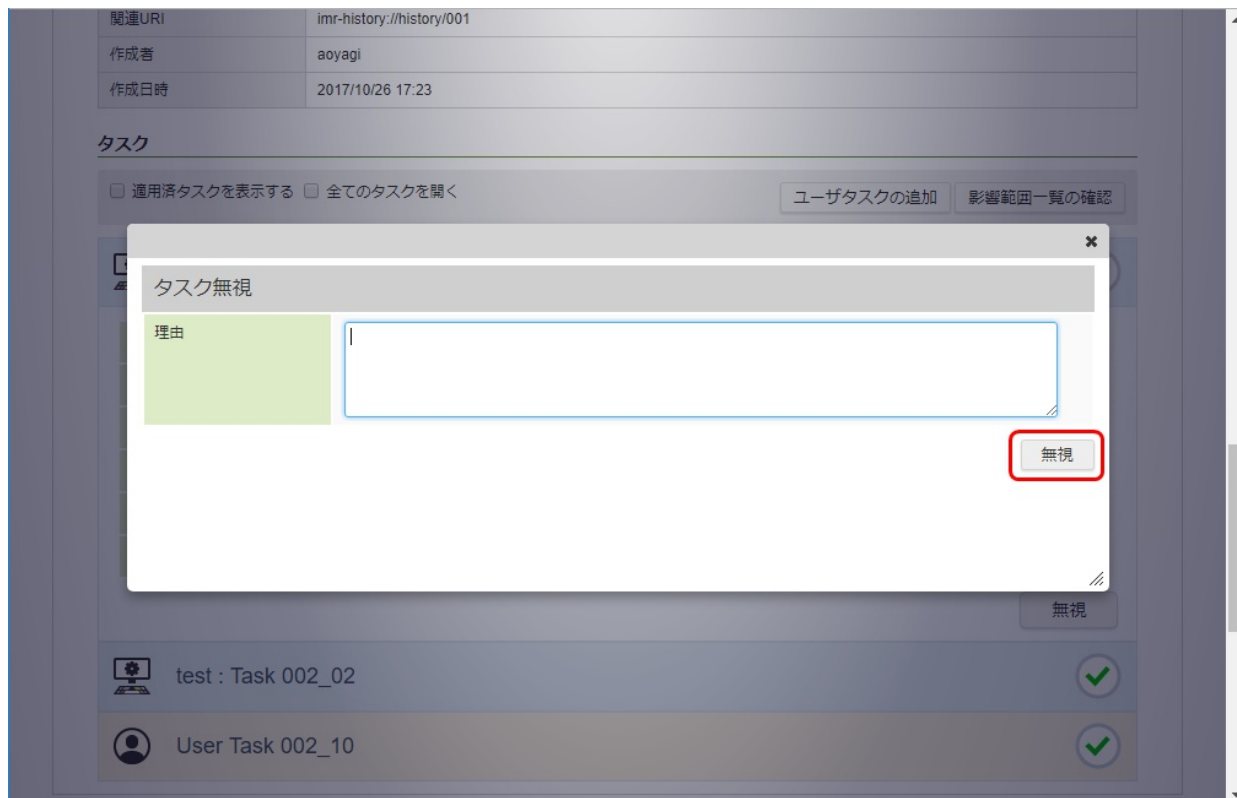 関連URI imr-history://history/001
作成者 aoyagi
作成日時 2017/10/26 17:23
タスク
適用済タスクを表示する 全てのタスクを開く ユーザタスクの追加 影響範囲一覧の確認
タスク無視
理由
無視
無視
test : Task 002_02
User Task 002_10